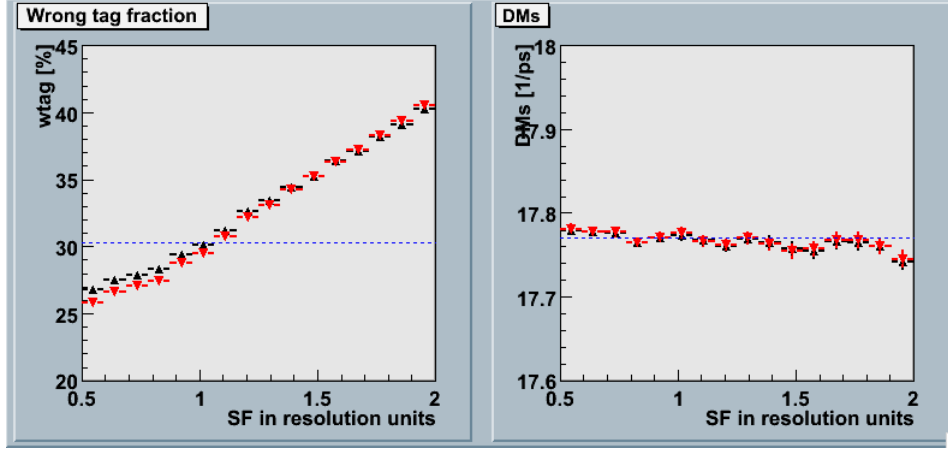 Wrong tag fraction
wtag [%]
45
40
35
30
25
20
0.5 1 1.5 2
SF in resolution units
DMs
DMs [1/ps]
18
17.9
17.8
17.7
17.6
0.5 1 1.5 2
SF in resolution units